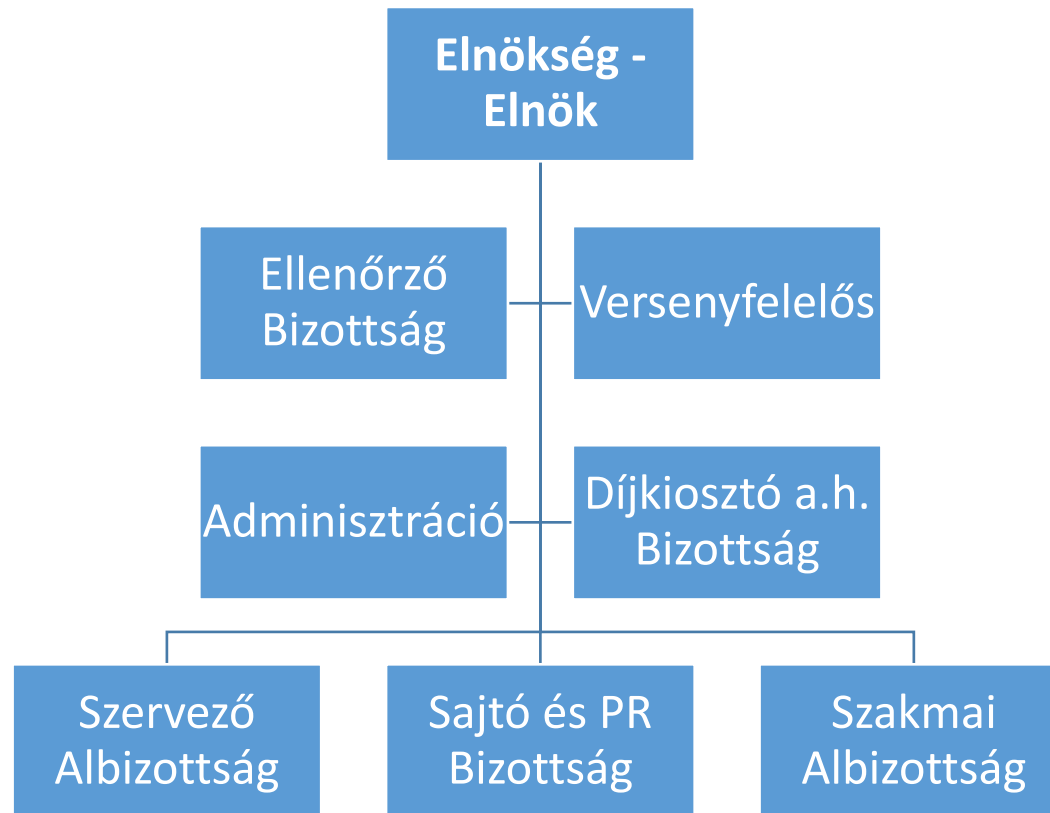 Elnökség -
Elnök
Ellenőrző
Bizottság
Versenyfelelős
Adminisztráció
Díjkiosztó a.h.
Bizottság
Szervező
Albizottság
Sajtó és PR
Bizottság
Szakmai
Albizottság